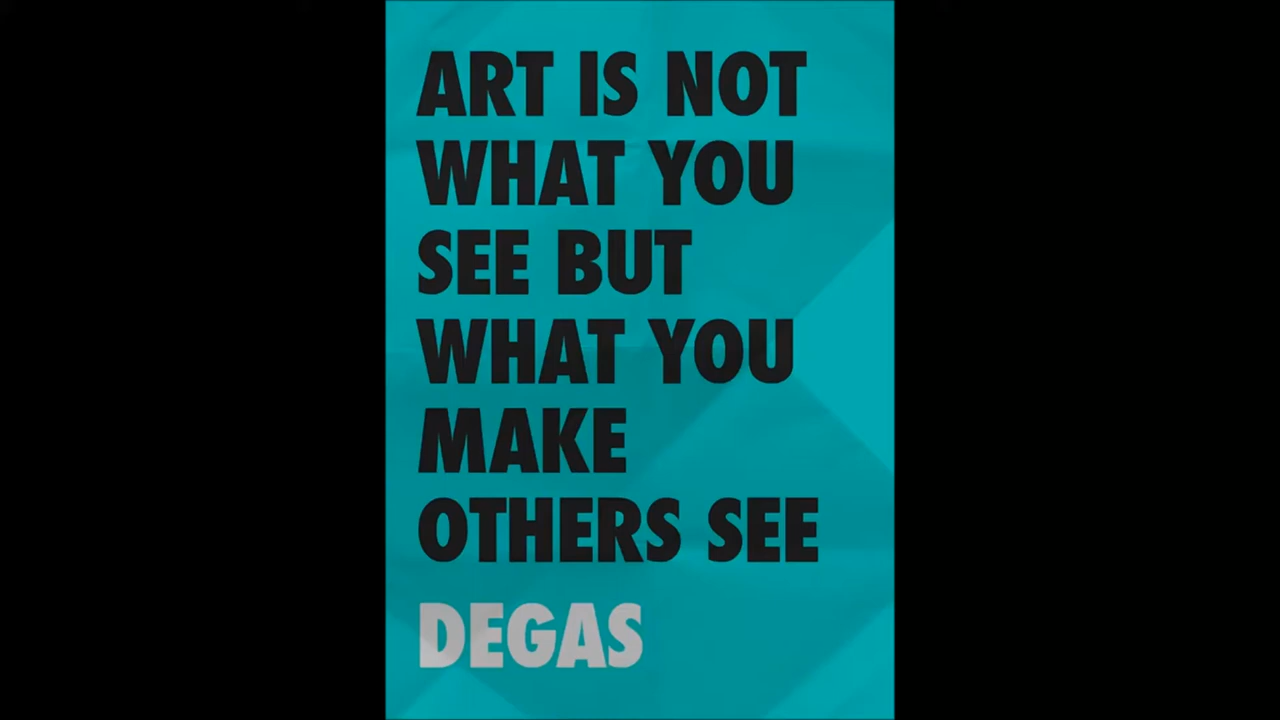 ART IS NOT
WHAT YOU
SEE BUT
WHAT YOU
MAKE
OTHERS SEE
DEGAS